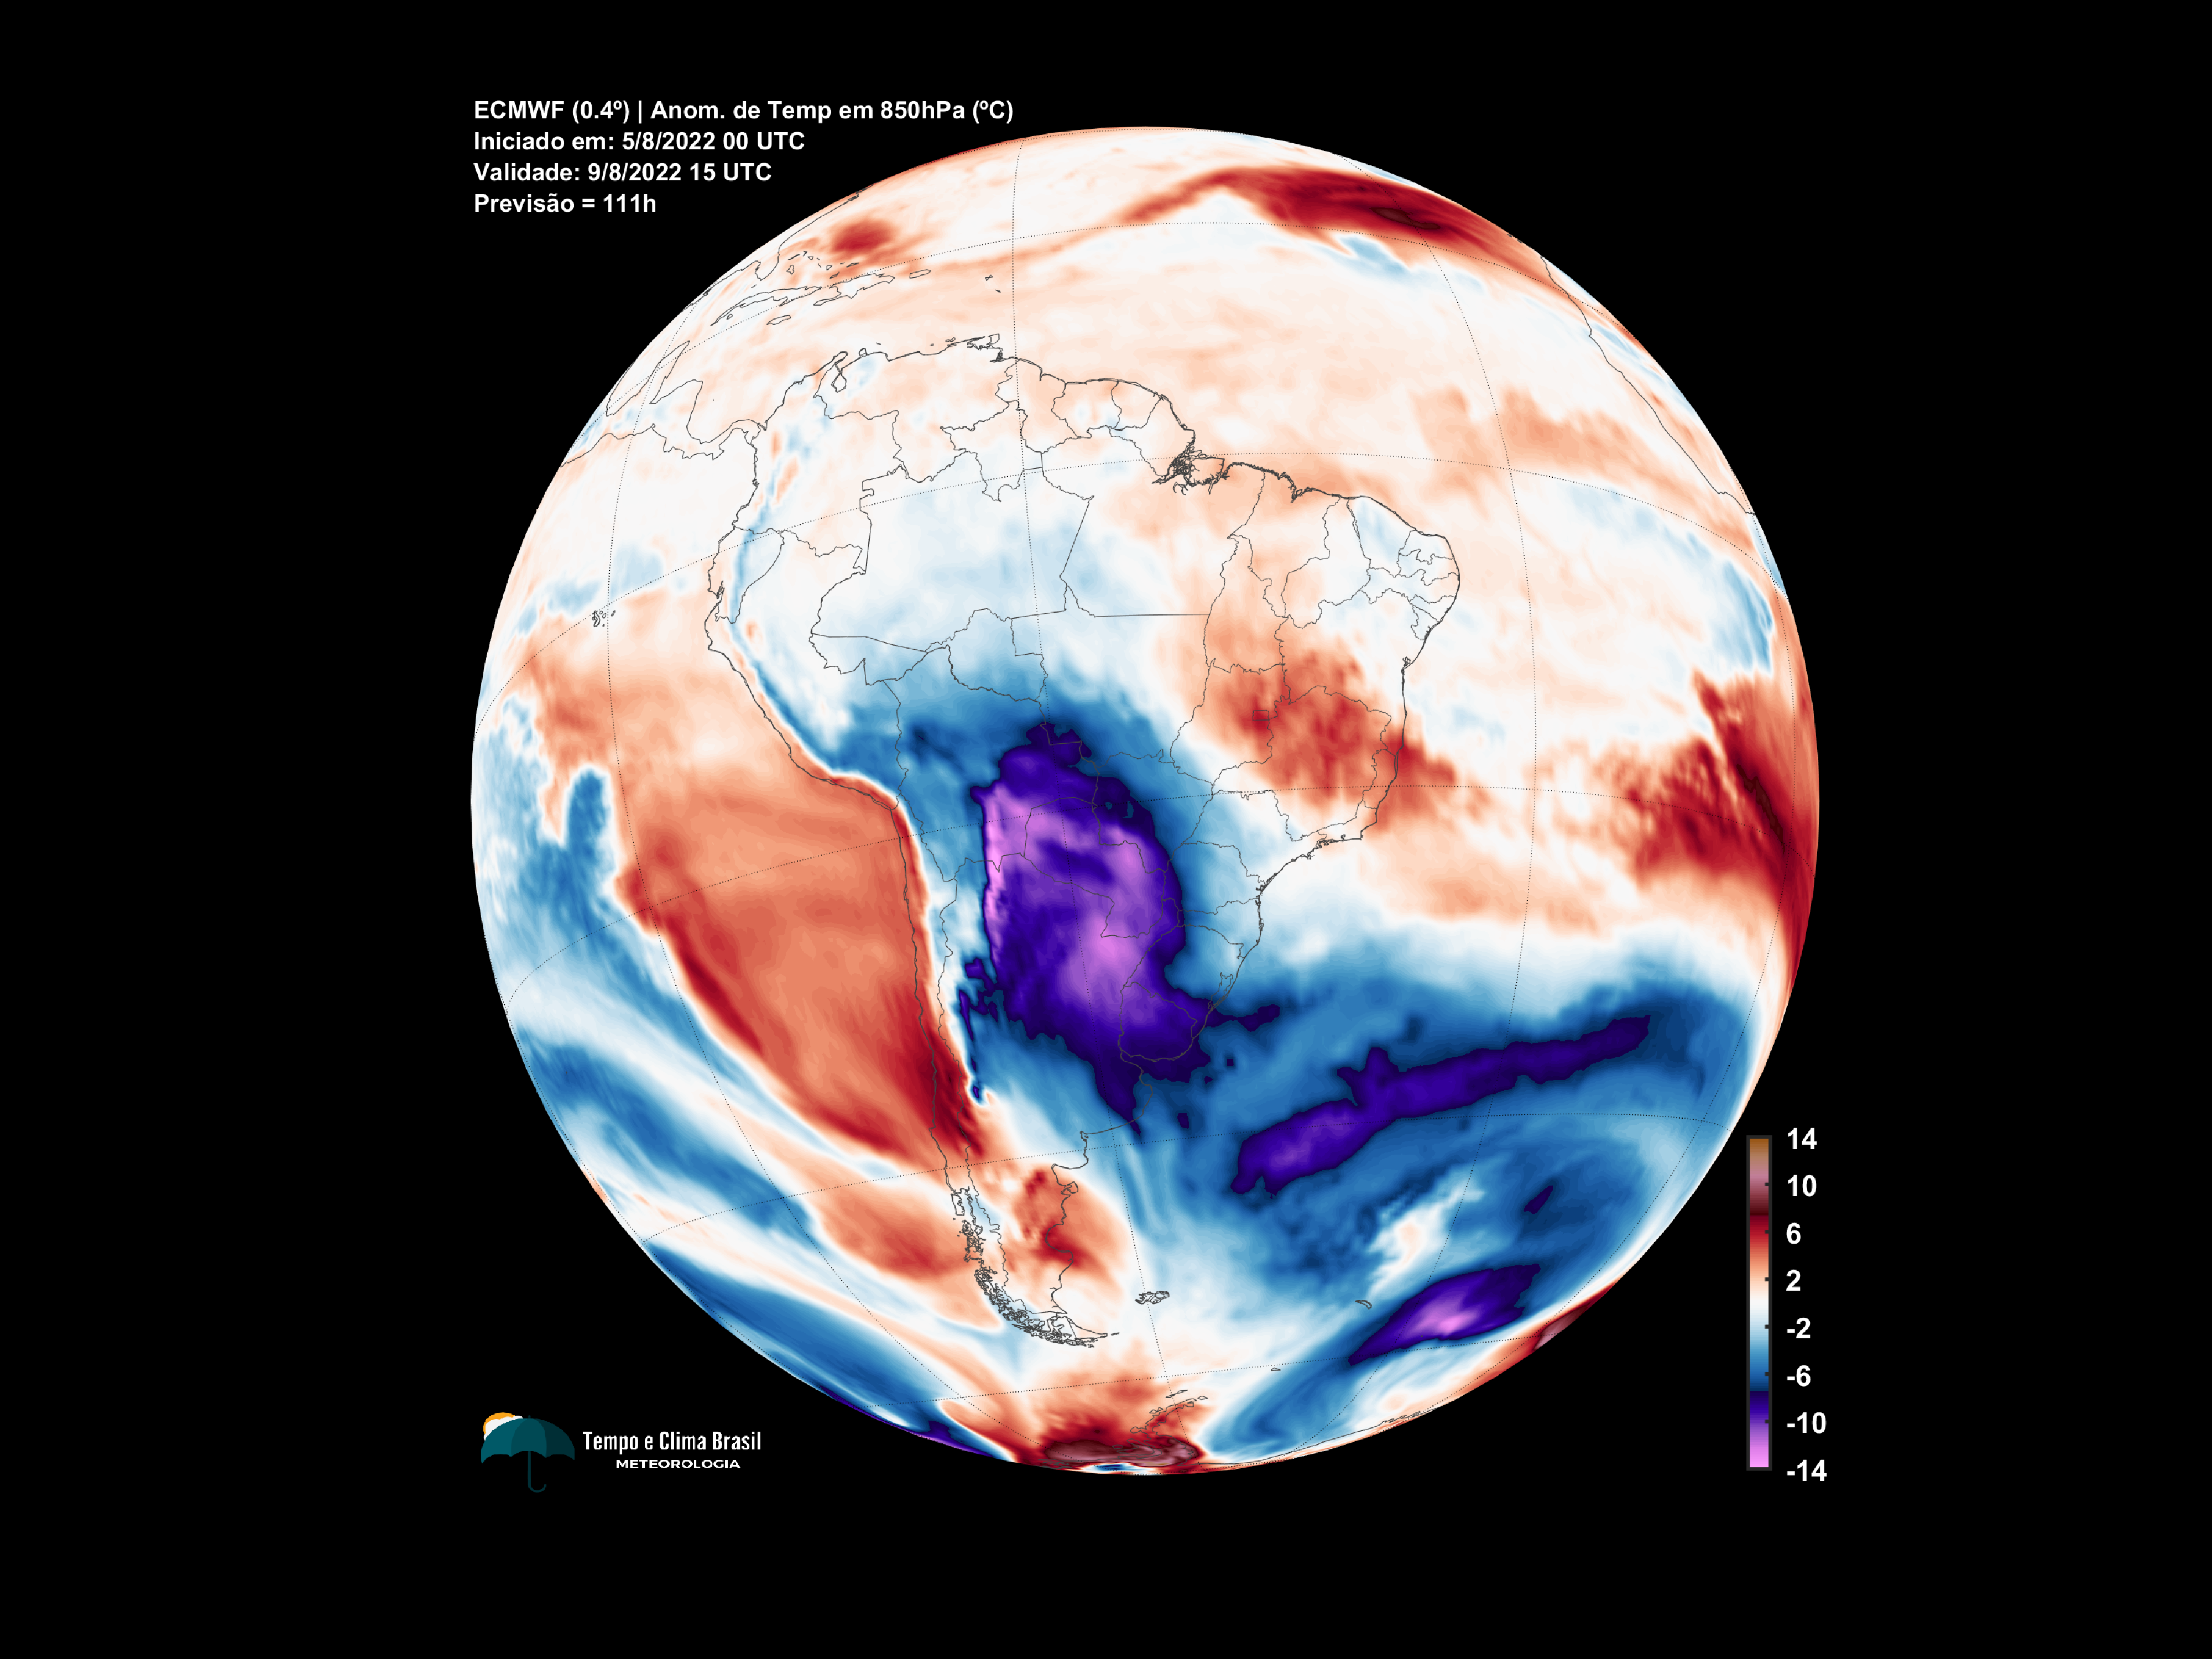 ECMWF (0.4º) | Anom. de Temp em 850hPa (ºC)
Iniciado em: 5/8/2022 00 UTC
Validade: 9/8/2022 15 UTC
Previsão = 111h
14
10
6
2
-2
-6
-10
-14
Tempo e Clima Brasil
METEOROLOGIA